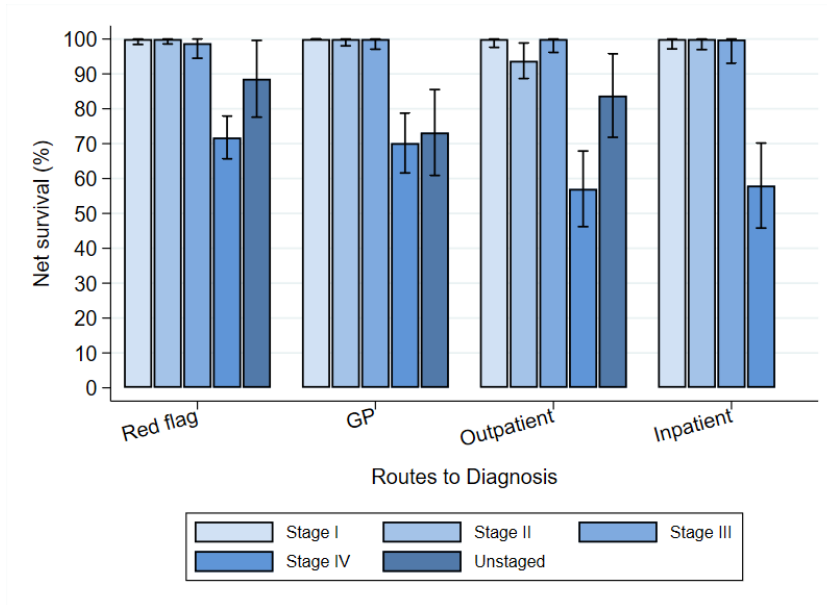 Net survival (%)
100
90
80
70
60
50
40
30
20
10
0
Red flag
GP
Outpatient
Inpatient
Routes to Diagnosis
Stage I
Stage II
Stage III
Stage IV
Unstaged